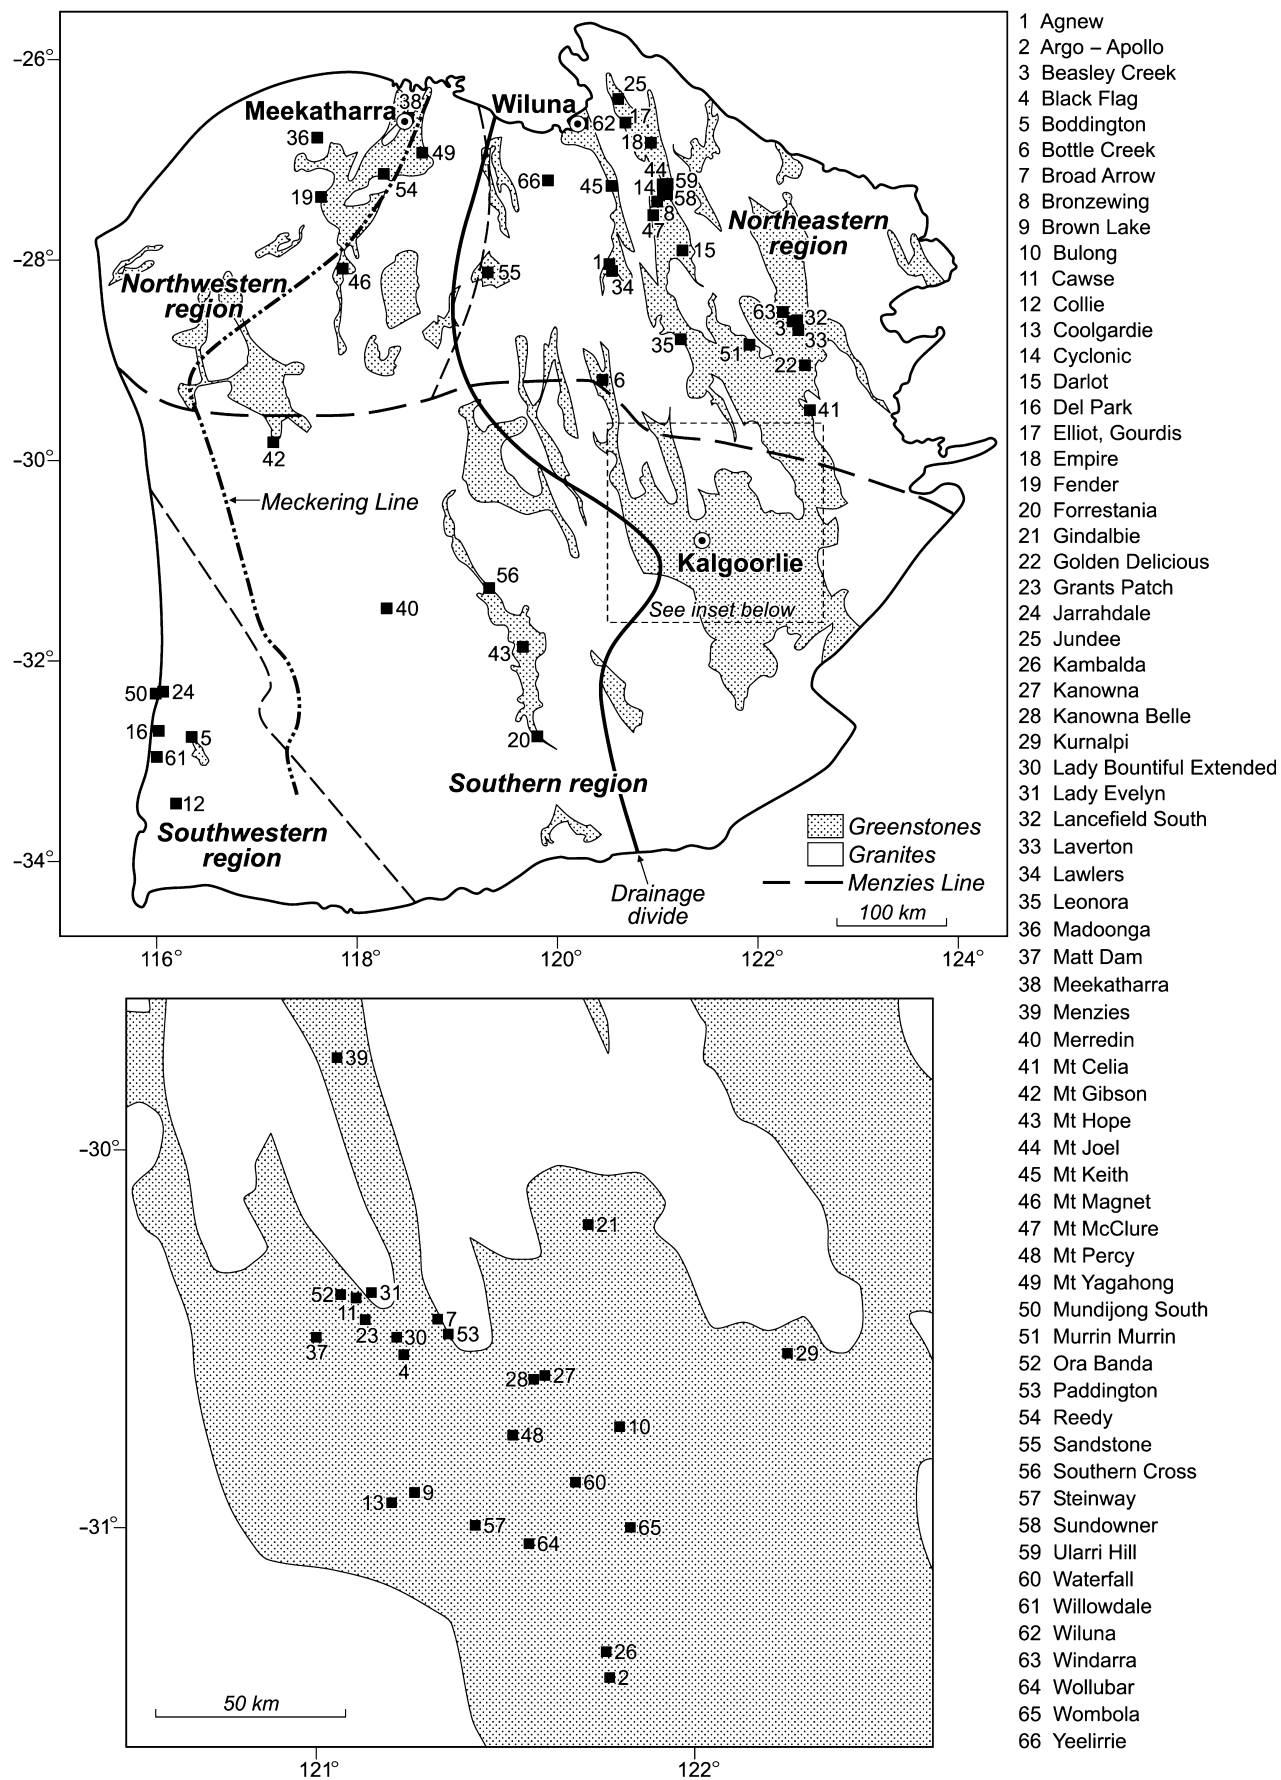 −26°
−28°
−30°
−32°
−34°
116°
118°
120°
122°
124°
Meekatharra
38
36
49
54
19
46
Wiluna
62
25
17
18
66
45
44
59
14
58
8
47
15
1
34
55
Northeastern
region
Northwestern
region
63
32
3
33
35
51
22
6
41
42
Meckering Line
Kalgoorlie
See inset below
56
40
43
50
24
16
5
61
12
20
Southern region
Southwestern
region
Greenstones
Granites
Menzies Line
Drainage
divide
100 km
39
−30°
21
52
31
11
23
7
53
30
37
4
29
28
27
48
10
60
13
9
57
65
64
−31°
26
2
50 km
121°
122°
1 Agnew
2 Argo – Apollo
3 Beasley Creek
4 Black Flag
5 Boddington
6 Bottle Creek
7 Broad Arrow
8 Bronzewing
9 Brown Lake
10 Bulong
11 Cawse
12 Collie
13 Coolgardie
14 Cyclonic
15 Darlot
16 Del Park
17 Elliot, Gourdis
18 Empire
19 Fender
20 Forrestania
21 Gindalbie
22 Golden Delicious
23 Grants Patch
24 Jarrahdale
25 Jundee
26 Kambalda
27 Kanowna
28 Kanowna Belle
29 Kurnalpi
30 Lady Bountiful Extended
31 Lady Evelyn
32 Lancefield South
33 Laverton
34 Lawlers
35 Leonora
36 Madoonga
37 Matt Dam
38 Meekatharra
39 Menzies
40 Merredin
41 Mt Celia
42 Mt Gibson
43 Mt Hope
44 Mt Joel
45 Mt Keith
46 Mt Magnet
47 Mt McClure
48 Mt Percy
49 Mt Yagahong
50 Mundijong South
51 Murrin Murrin
52 Ora Banda
53 Paddington
54 Reedy
55 Sandstone
56 Southern Cross
57 Steinway
58 Sundowner
59 Ularri Hill
60 Waterfall
61 Willowdale
62 Wiluna
63 Windarra
64 Wollubar
65 Wombola
66 Yeelirrie